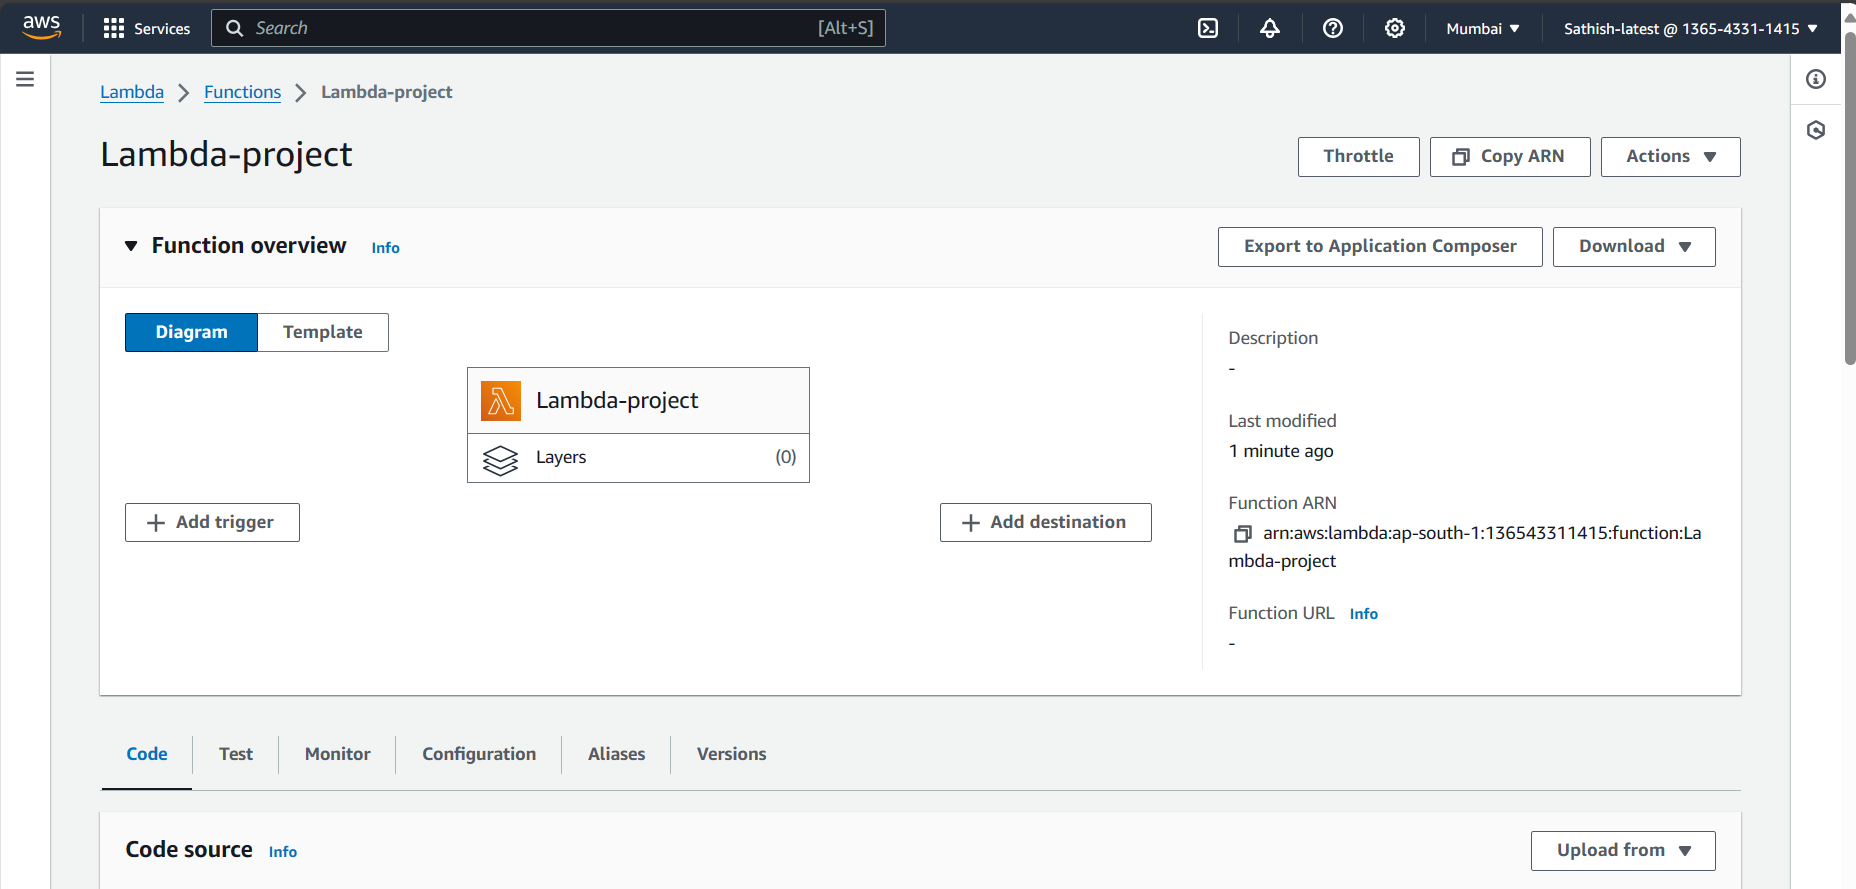 aws Services Search [Alt+S] Mumbai Sathish-latest @ 1365-4331-1415
Lambda Functions Lambda-project
Lambda-project
Throttle Copy ARN Actions
Function overview Info
Export to Application Composer Download
Diagram Template
Lambda-project
Layers (0)
Add trigger
Add destination
Description
-
Last modified
1 minute ago
Function ARN
arn:aws:lambda:ap-south-1:136543311415:function:La
mbda-project
Function URL Info
-
Code Test Monitor Configuration Aliases Versions
Code source Info
Upload from